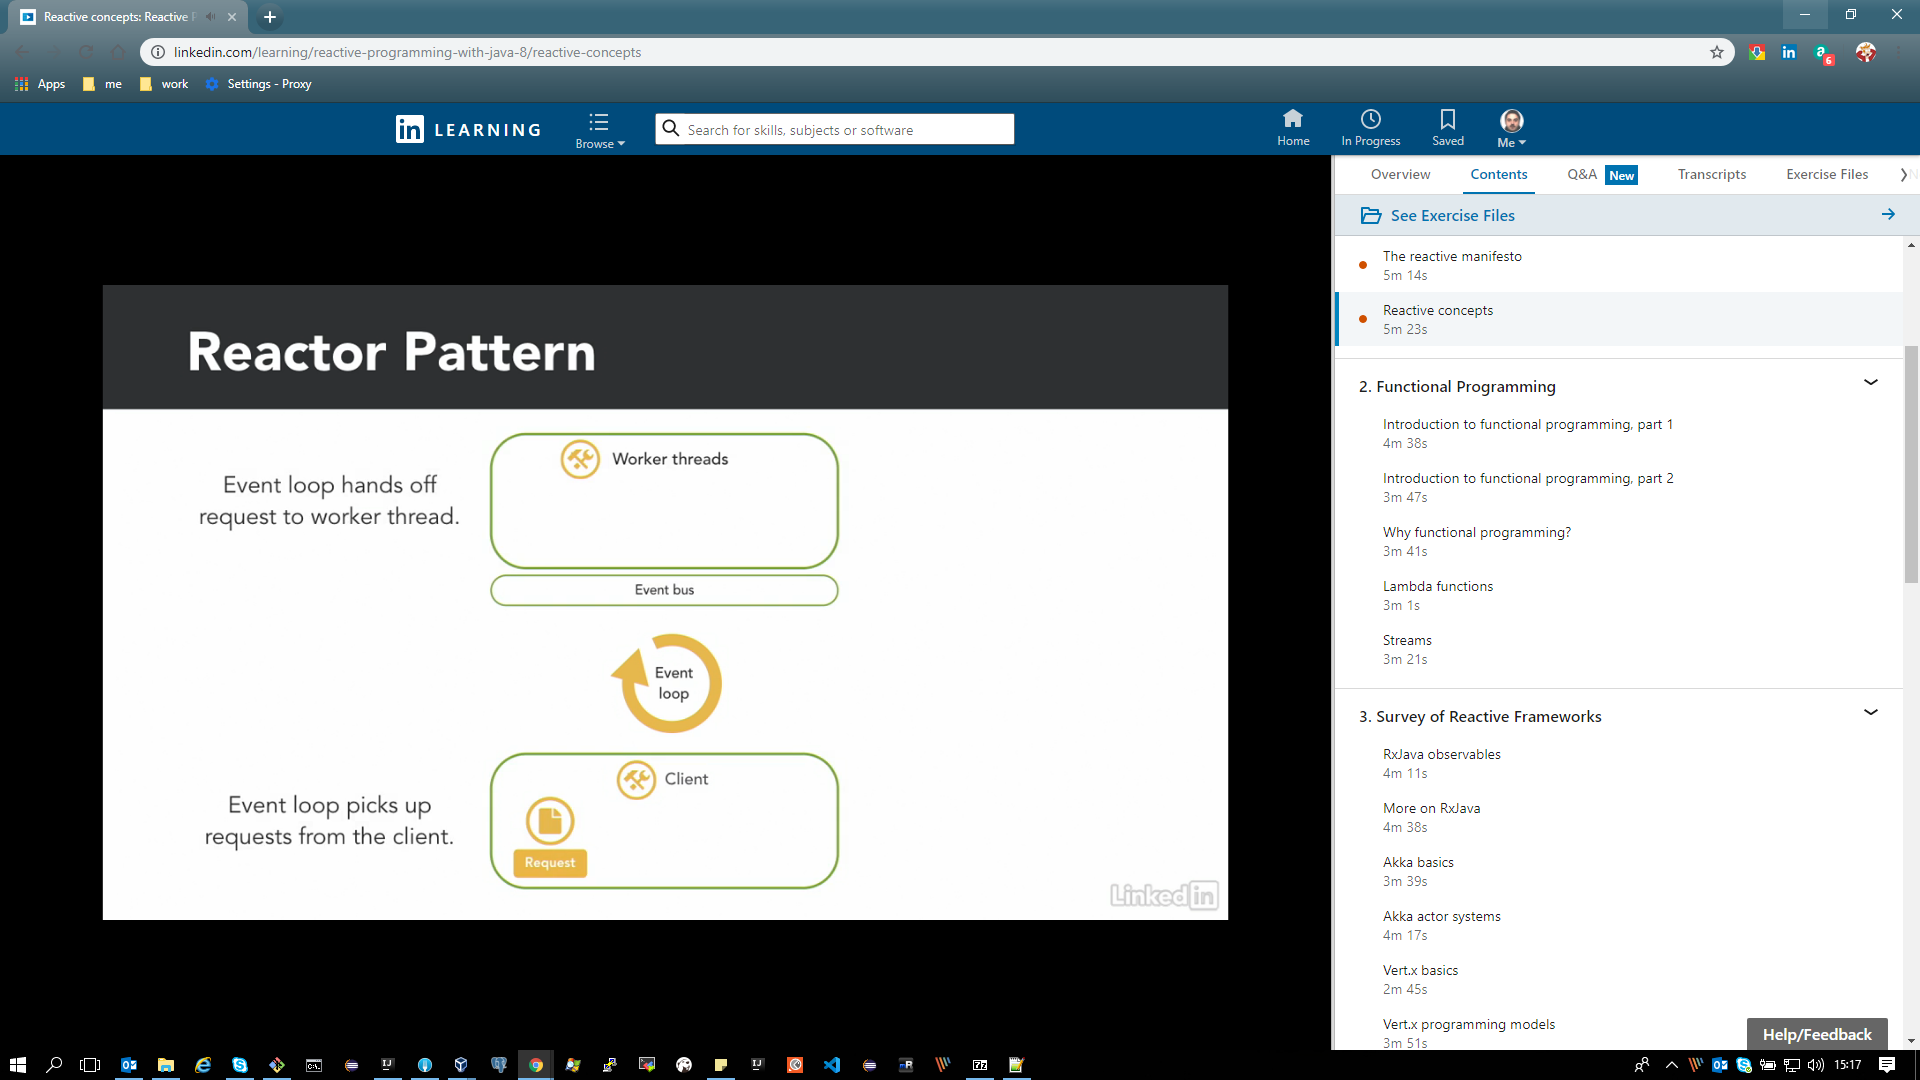 Reactive concepts: Reactive
linkedin.com/learning/reactive-programming-with-java-8/reactive-concepts
6
Apps
me
work
Settings - Proxy
in LEARNING
Browse
Search for skills, subjects or software
Home
In Progress
Saved
Me
Overview
Contents
Q&A New
Transcripts
Exercise Files
See Exercise Files
The reactive manifesto
5m 14s
Reactive concepts
5m 23s
2. Functional Programming
Introduction to functional programming, part 1
4m 38s
Introduction to functional programming, part 2
3m 47s
Why functional programming?
3m 41s
Lambda functions
3m 1s
Streams
3m 21s
3. Survey of Reactive Frameworks
RxJava observables
4m 11s
More on RxJava
4m 38s
Akka basics
3m 39s
Akka actor systems
4m 17s
Vert.x basics
2m 45s
Vert.x programming models
3m 51s
Help/Feedback
Reactor Pattern
Worker threads
Event loop hands off
request to worker thread.
Event bus
Event
loop
Client
Event loop picks up
requests from the client.
Request
Linked in
15:17